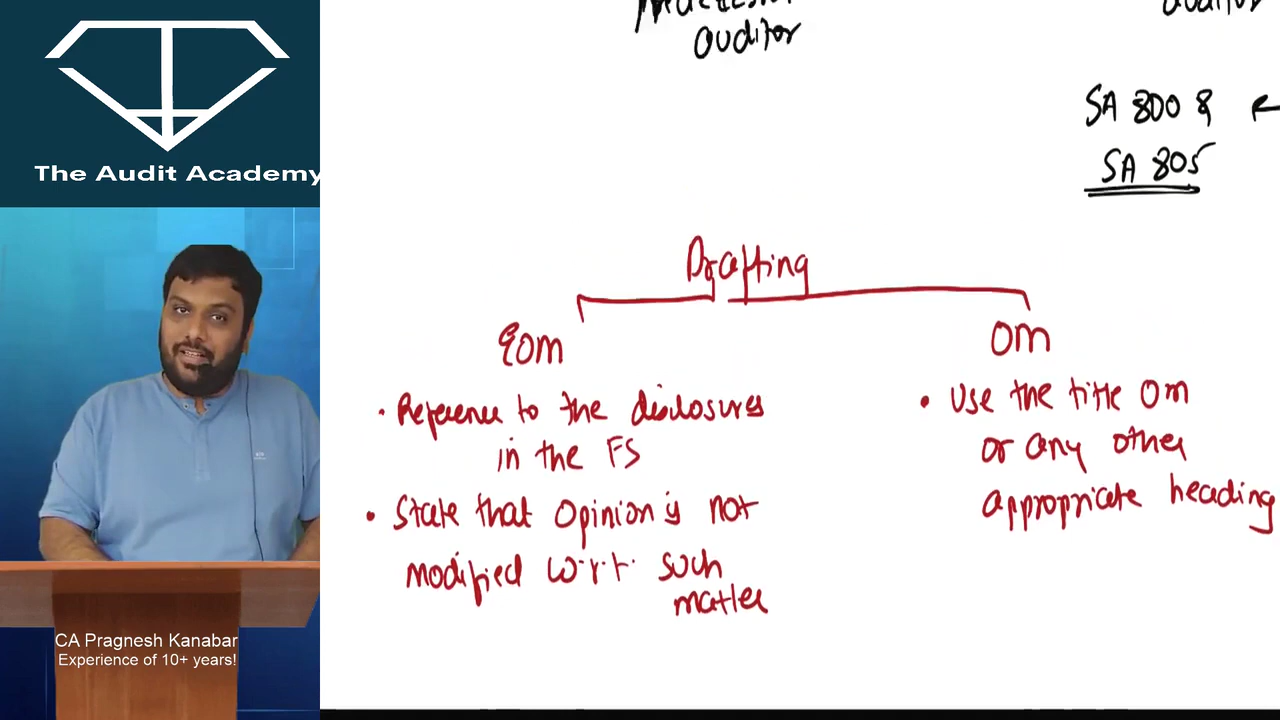 The Audit Academy
CA Pragnesh Kanabar
Experience of 10+ years!
auditor
SA 800 &
SA 805
Drafting
EOM
• Reference to the disclosures
in the FS
• State that opinion is not
modified w.r.t. such
matter
OM
• Use the title OM
or any other
appropriate heading